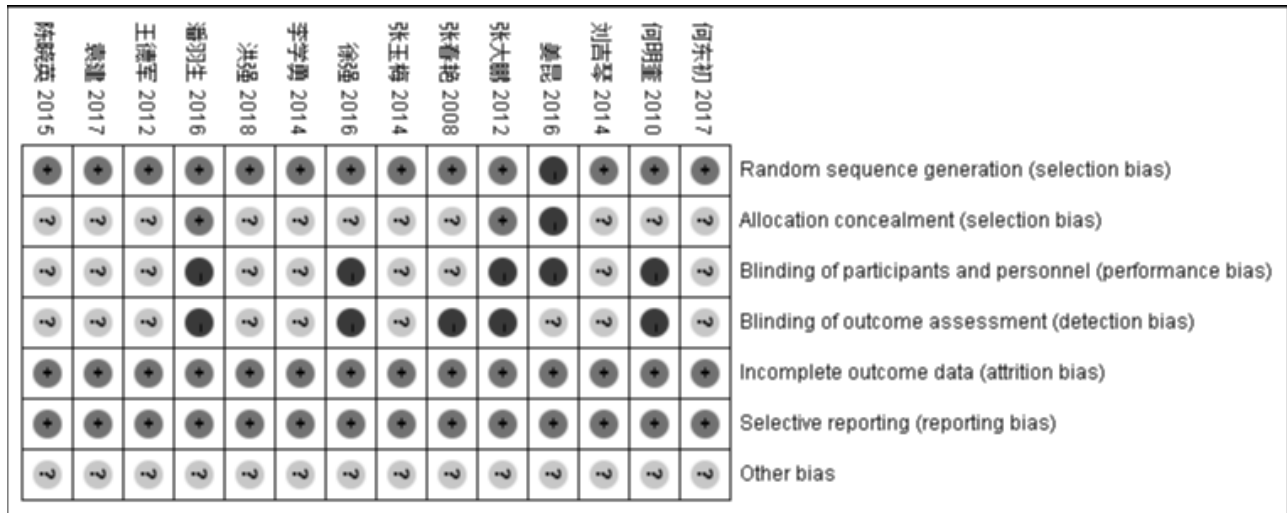 陈晓英 2015
袁建 2017
王德军 2012
潘羽生 2016
洪强 2018
李学勇 2014
徐强 2016
张玉梅 2014
张春艳 2008
张大鹏 2012
姜昆 2016
刘吉琴 2014
何明奎 2010
何东初 2017
+ + + + + + + + + + - + + + Random sequence generation (selection bias)
? ? ? + ? ? ? ? ? + - ? ? ? Allocation concealment (selection bias)
? ? ? - ? ? - ? ? - - ? - ? Blinding of participants and personnel (performance bias)
? ? ? - ? ? - ? - - ? ? - ? Blinding of outcome assessment (detection bias)
+ + + + + + + + + + + + + + Incomplete outcome data (attrition bias)
+ + + + + + + + + + + + + + Selective reporting (reporting bias)
? ? ? ? ? ? ? ? ? ? ? ? ? ? Other bias